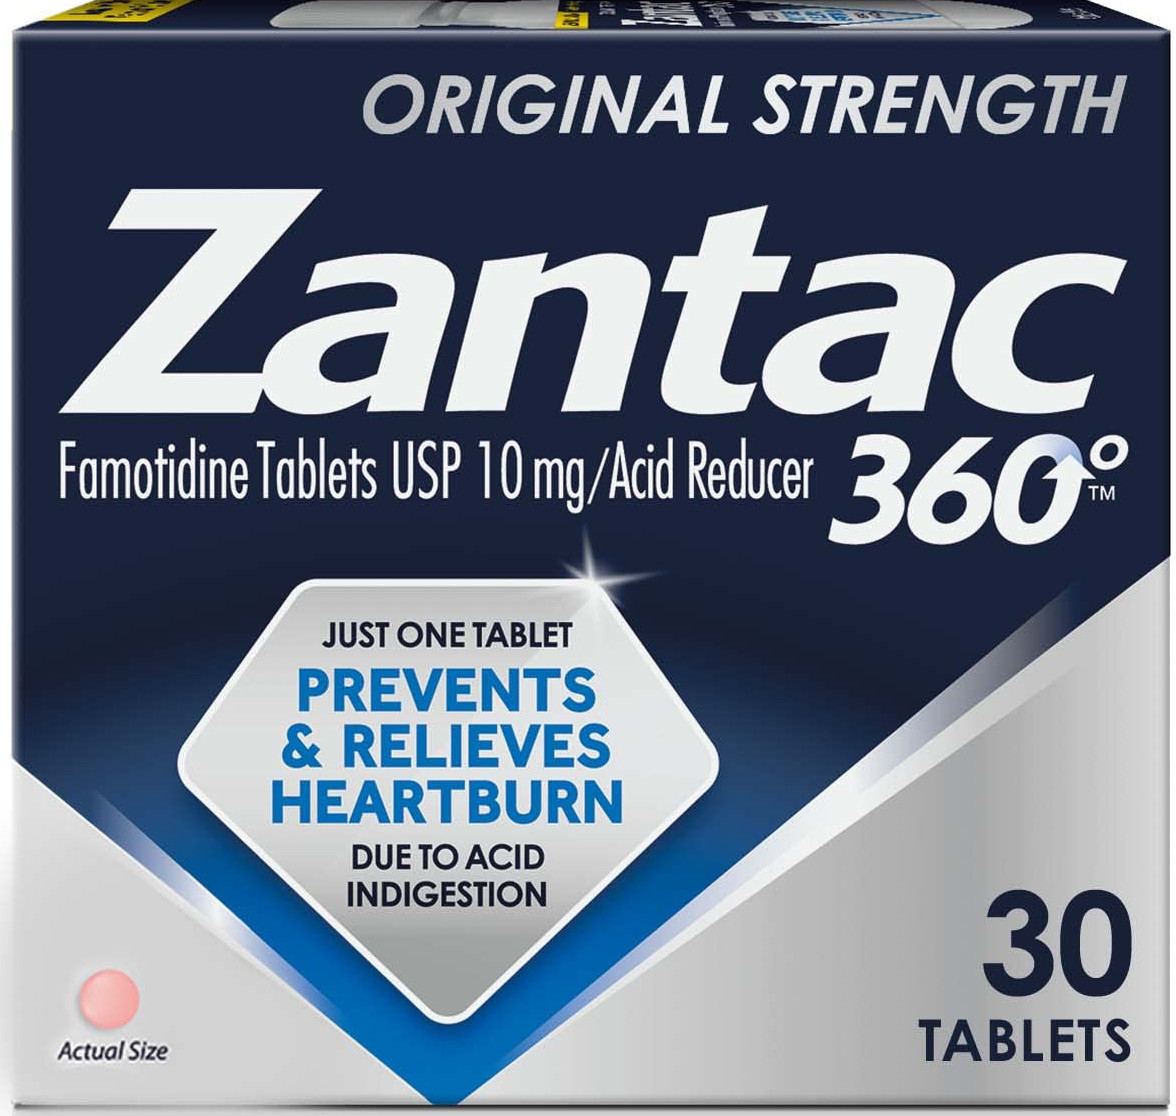 ORIGINAL STRENGTH
Zantac
Famotidine Tablets USP 10 mg/Acid Reducer
360°™
JUST ONE TABLET
PREVENTS
& RELIEVES
HEARTBURN
DUE TO ACID
INDIGESTION
30
TABLETS
Actual Size